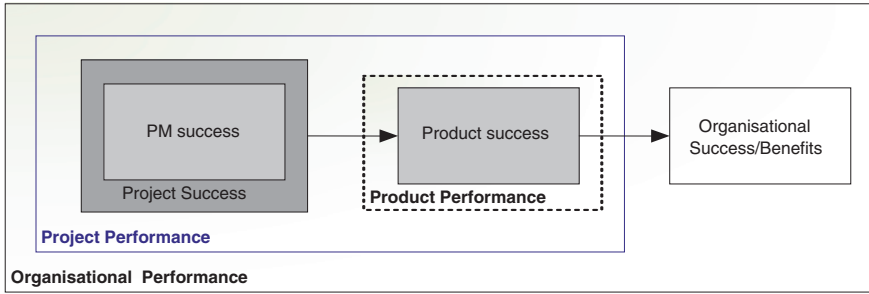 PM success
Project Success
Product success
Product Performance
Organisational
Success/Benefits
Project Performance
Organisational Performance